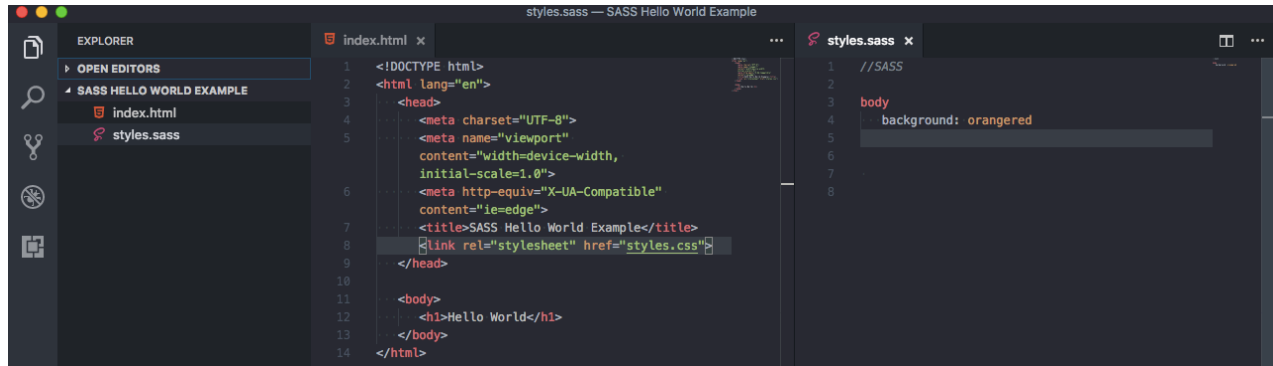 styles.sass — SASS Hello World Example
EXPLORER
OPEN EDITORS
SASS HELLO WORLD EXAMPLE
index.html
styles.sass
index.html ×
1 <!DOCTYPE html>
2 <html lang="en">
3 <head>
4 <meta charset="UTF-8">
5 <meta name="viewport"
content="width=device-width,
initial-scale=1.0">
6 <meta http-equiv="X-UA-Compatible"
content="ie=edge">
7 <title>SASS Hello World Example</title>
8 <link rel="stylesheet" href="styles.css">
9 </head>
10
11 <body>
12 <h1>Hello World</h1>
13 </body>
14 </html>
styles.sass ×
1 //SASS
2
3 body
4 background: orangered
5
6
7
8